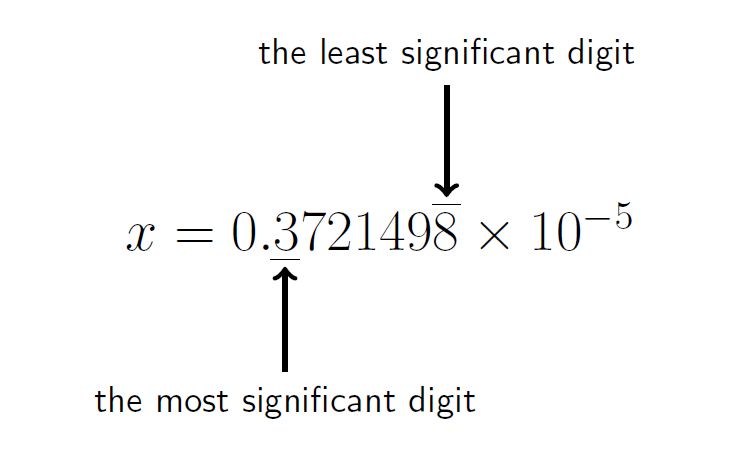 the least significant digit
x = 0.3721498 × 10⁻⁵
the most significant digit